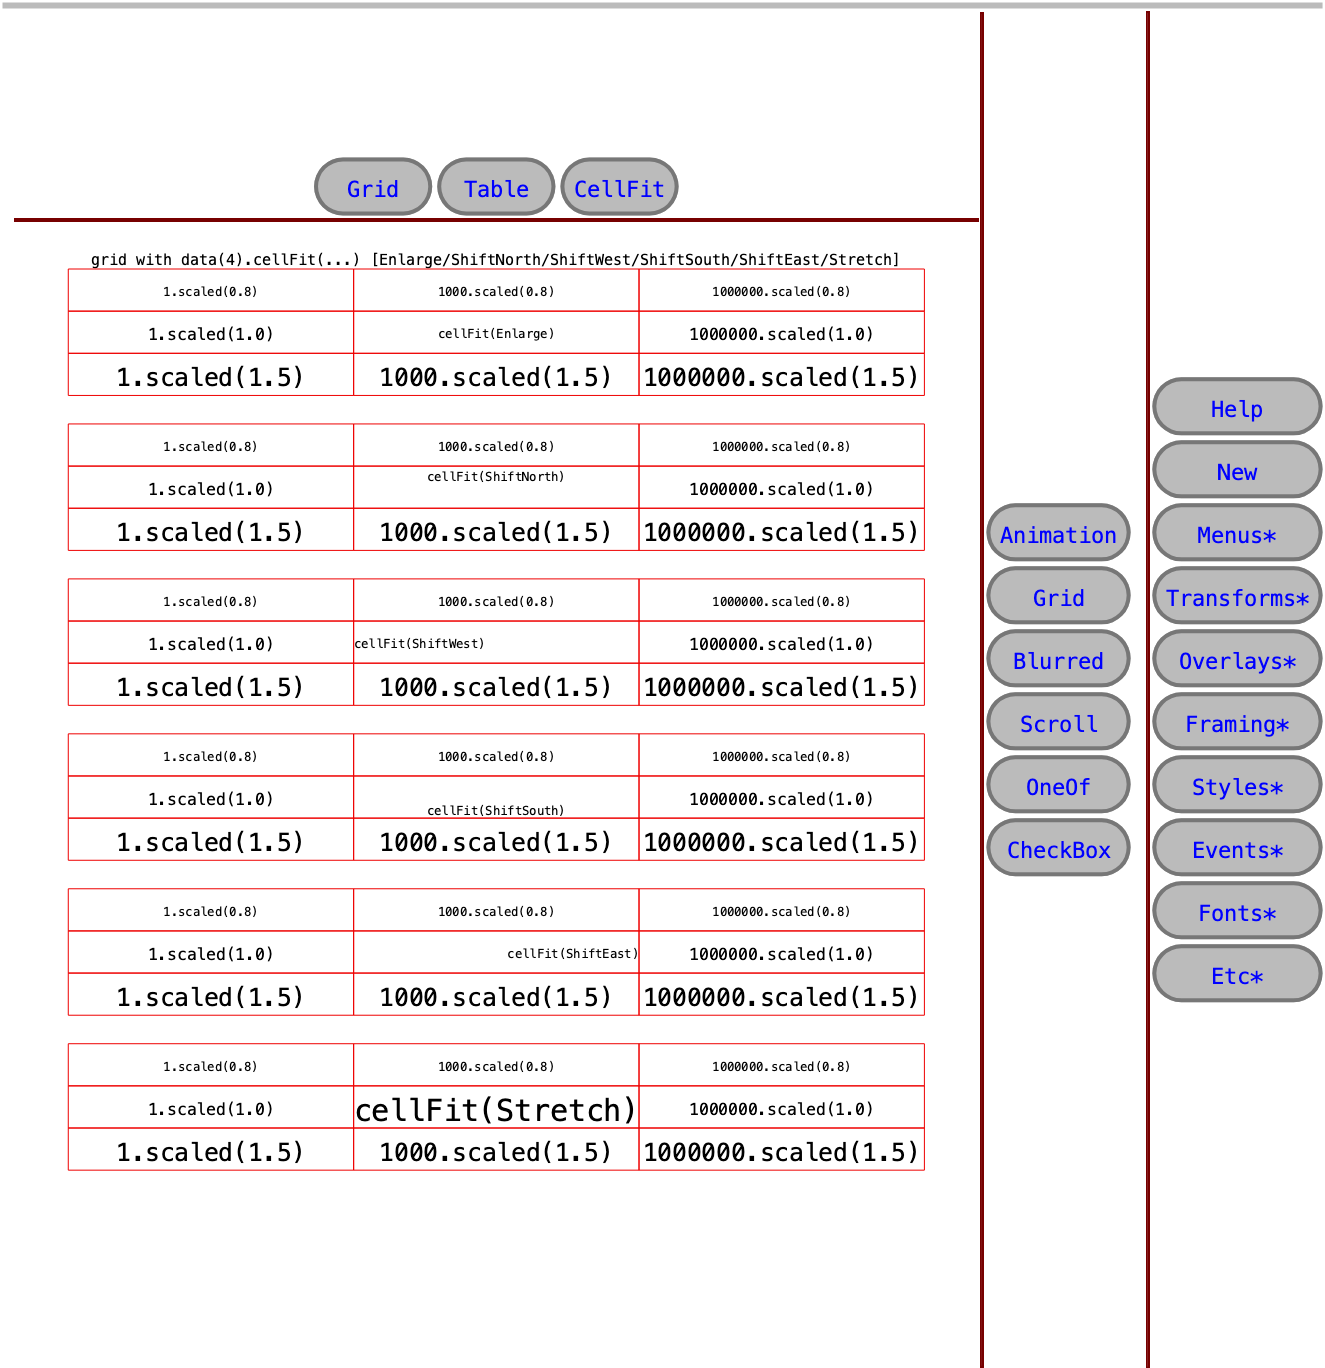 Grid Table CellFit
grid with data(4).cellFit(...) [Enlarge/ShiftNorth/ShiftWest/ShiftSouth/ShiftEast/Stretch]
1.scaled(0.8) 1000.scaled(0.8) 1000000.scaled(0.8)
1.scaled(1.0) cellFit(Enlarge) 1000000.scaled(1.0)
1.scaled(1.5) 1000.scaled(1.5) 1000000.scaled(1.5)
1.scaled(0.8) 1000.scaled(0.8) 1000000.scaled(0.8)
1.scaled(1.0) cellFit(ShiftNorth) 1000000.scaled(1.0)
1.scaled(1.5) 1000.scaled(1.5) 1000000.scaled(1.5)
1.scaled(0.8) 1000.scaled(0.8) 1000000.scaled(0.8)
1.scaled(1.0) cellFit(ShiftWest) 1000000.scaled(1.0)
1.scaled(1.5) 1000.scaled(1.5) 1000000.scaled(1.5)
1.scaled(0.8) 1000.scaled(0.8) 1000000.scaled(0.8)
1.scaled(1.0) cellFit(ShiftSouth) 1000000.scaled(1.0)
1.scaled(1.5) 1000.scaled(1.5) 1000000.scaled(1.5)
1.scaled(0.8) 1000.scaled(0.8) 1000000.scaled(0.8)
1.scaled(1.0) cellFit(ShiftEast) 1000000.scaled(1.0)
1.scaled(1.5) 1000.scaled(1.5) 1000000.scaled(1.5)
1.scaled(0.8) 1000.scaled(0.8) 1000000.scaled(0.8)
1.scaled(1.0) cellFit(Stretch) 1000000.scaled(1.0)
1.scaled(1.5) 1000.scaled(1.5) 1000000.scaled(1.5)
Animation
Grid
Blurred
Scroll
OneOf
CheckBox
Help
New
Menus*
Transforms*
Overlays*
Framing*
Styles*
Events*
Fonts*
Etc*